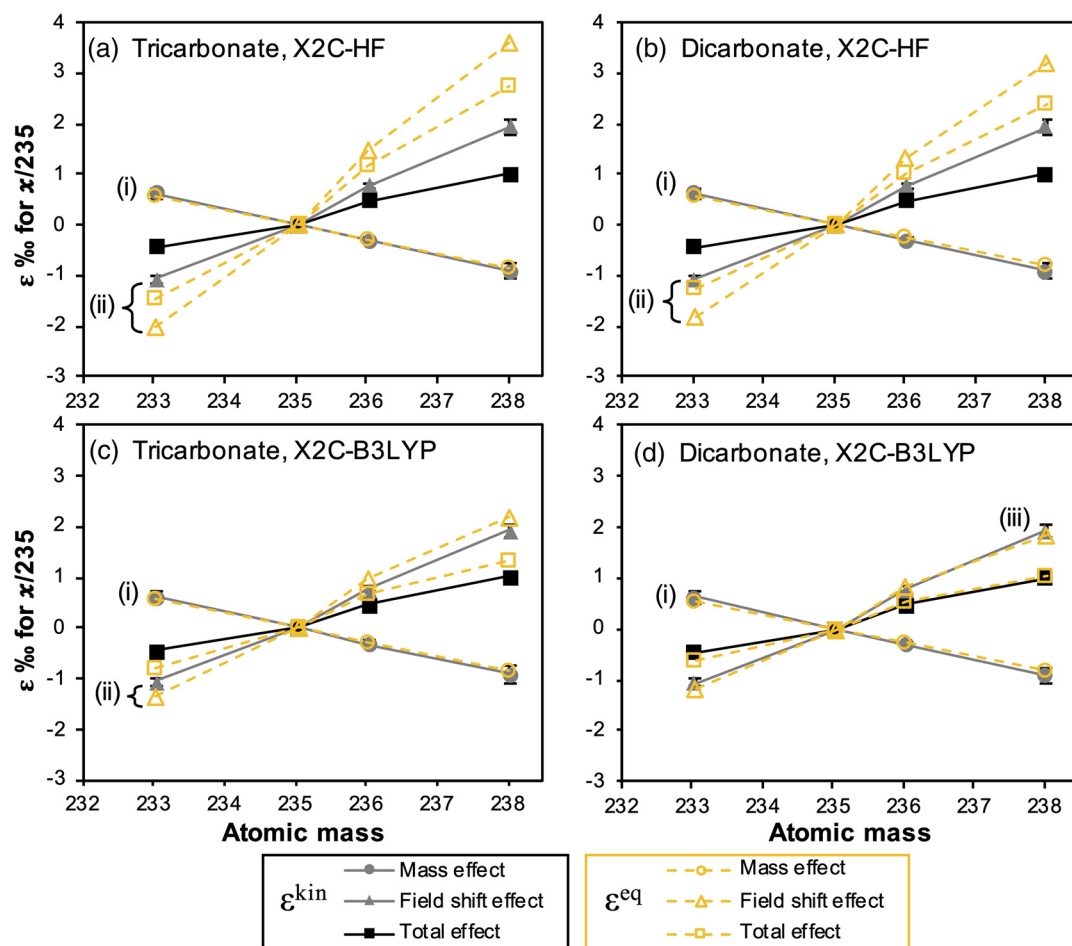 (a) Tricarbonate, X2C-HF
4
3
2
1
0
-1
-2
-3
ε ‰ for x/235
(i)
(ii)
232 233 234 235 236 237 238
(b) Dicarbonate, X2C-HF
4
3
2
1
0
-1
-2
-3
(i)
(ii)
232 233 234 235 236 237 238
(c) Tricarbonate, X2C-B3LYP
4
3
2
1
0
-1
-2
-3
ε ‰ for x/235
(i)
(ii)
232 233 234 235 236 237 238
Atomic mass
(d) Dicarbonate, X2C-B3LYP
4
3
2
1
0
-1
-2
-3
(iii)
(i)
232 233 234 235 236 237 238
Atomic mass
εkin
Mass effect
Field shift effect
Total effect
εeq
Mass effect
Field shift effect
Total effect